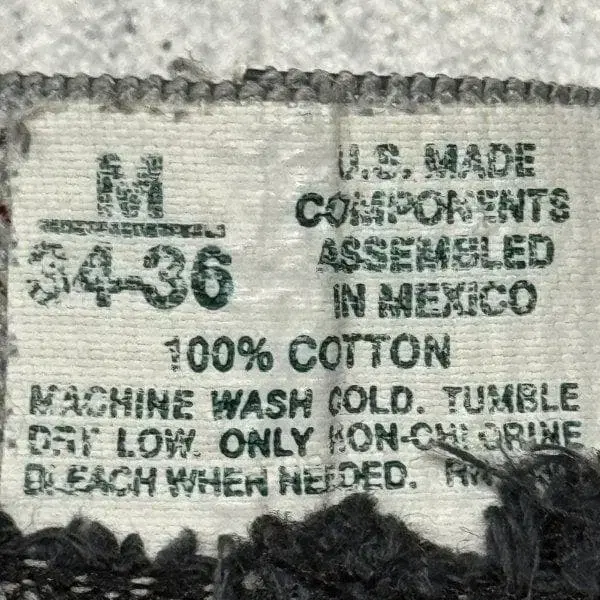 M
34-36
U.S. MADE
COMPONENTS
ASSEMBLED
IN MEXICO
100% COTTON
MACHINE WASH COLD. TUMBLE
DRY LOW. ONLY NON-CHLORINE
BLEACH WHEN NEEDED.